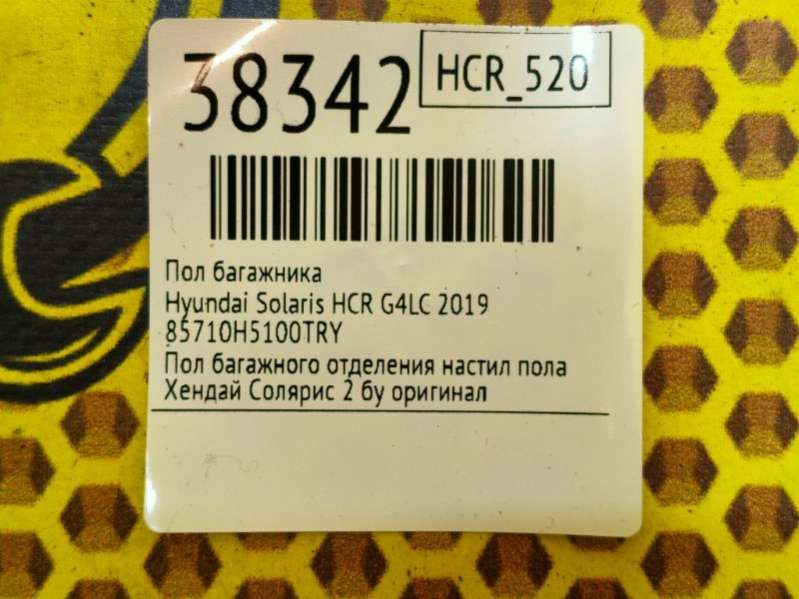 38342
HCR_520
Пол багажника
Hyundai Solaris HCR G4LC 2019
85710H5100TRY
Пол багажного отделения настил пола
Хендай Солярис 2 бу оригинал